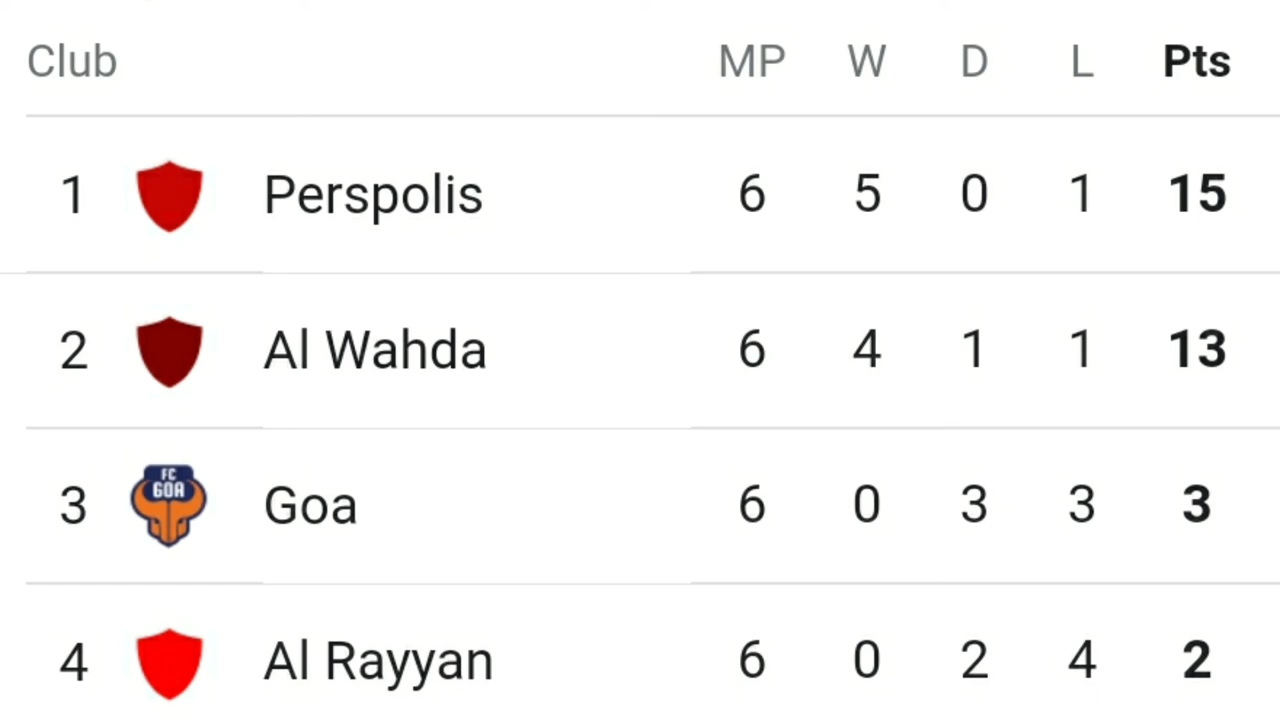 Club MP W D L Pts
1 Perspolis 6 5 0 1 15
2 Al Wahda 6 4 1 1 13
3 FC GOA Goa 6 0 3 3 3
4 Al Rayyan 6 0 2 4 2